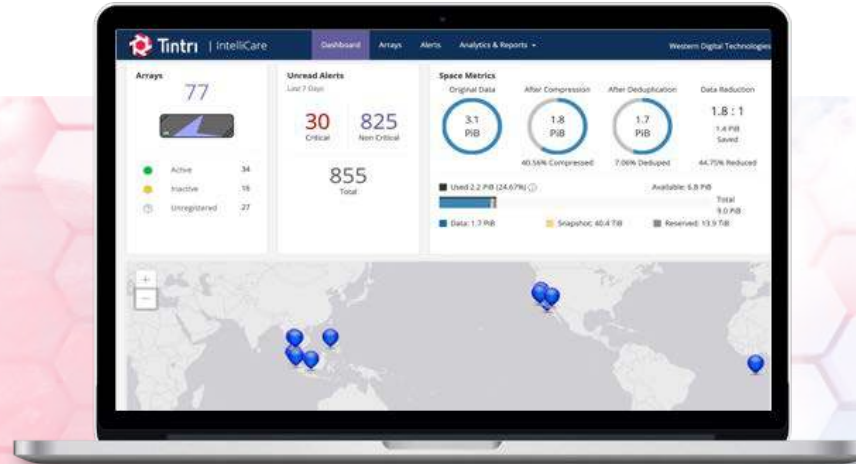 Tintri | IntelliCare
Dashboard Arrays Alerts Analytics & Reports
Western Digital Technologies
Arrays
77
Active 34
Inactive 16
Unregistered 27
Unread Alerts
Last 7 Days
30 825
Critical Non Critical
855
Total
Space Metrics
Original Data After Compression After Deduplication Data Reduction
3.1 PiB
1.8 PiB
1.7 PiB
1.8 : 1
1.4 PiB
Saved
40.56% Compressed 7.06% Deduped 44.75% Reduced
Used 2.2 PiB (24.67%) Available: 6.8 PiB
Total
9.0 PiB
Data: 1.7 PiB Snapshot: 40.4 TiB Reserved: 13.9 TiB
+
−